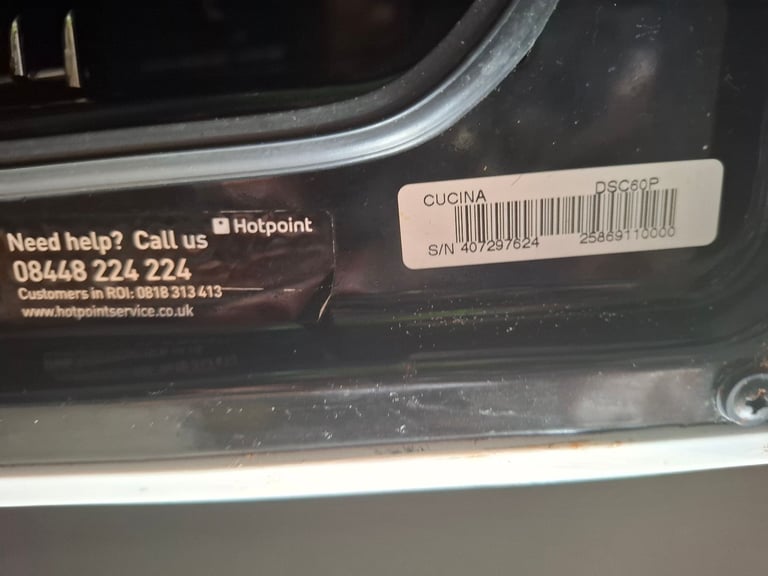 Hotpoint
Need help? Call us
08448 224 224
Customers in ROI: 0818 313 413
www.hotpointservice.co.uk
CUCINA DSC60P
S/N 407297624 25869110000